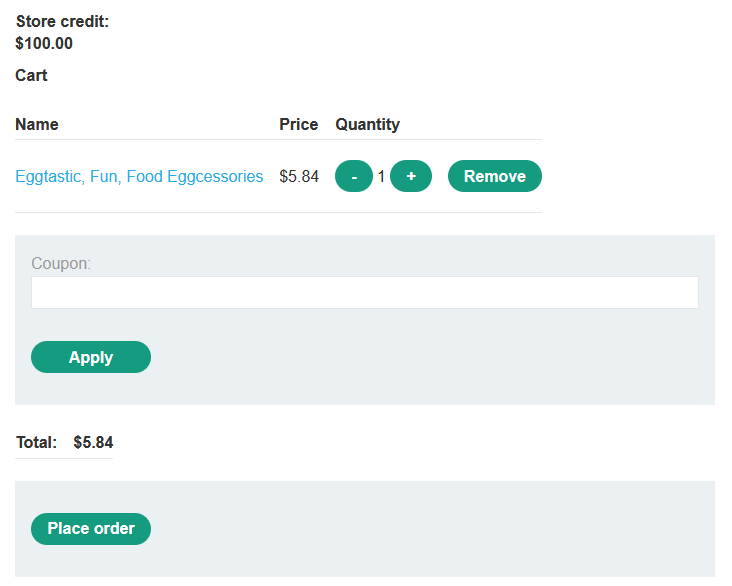 Store credit:
$100.00
Cart
Name Price Quantity
Eggtastic, Fun, Food Eggcessories $5.84 - 1 + Remove
Coupon:
Apply
Total: $5.84
Place order